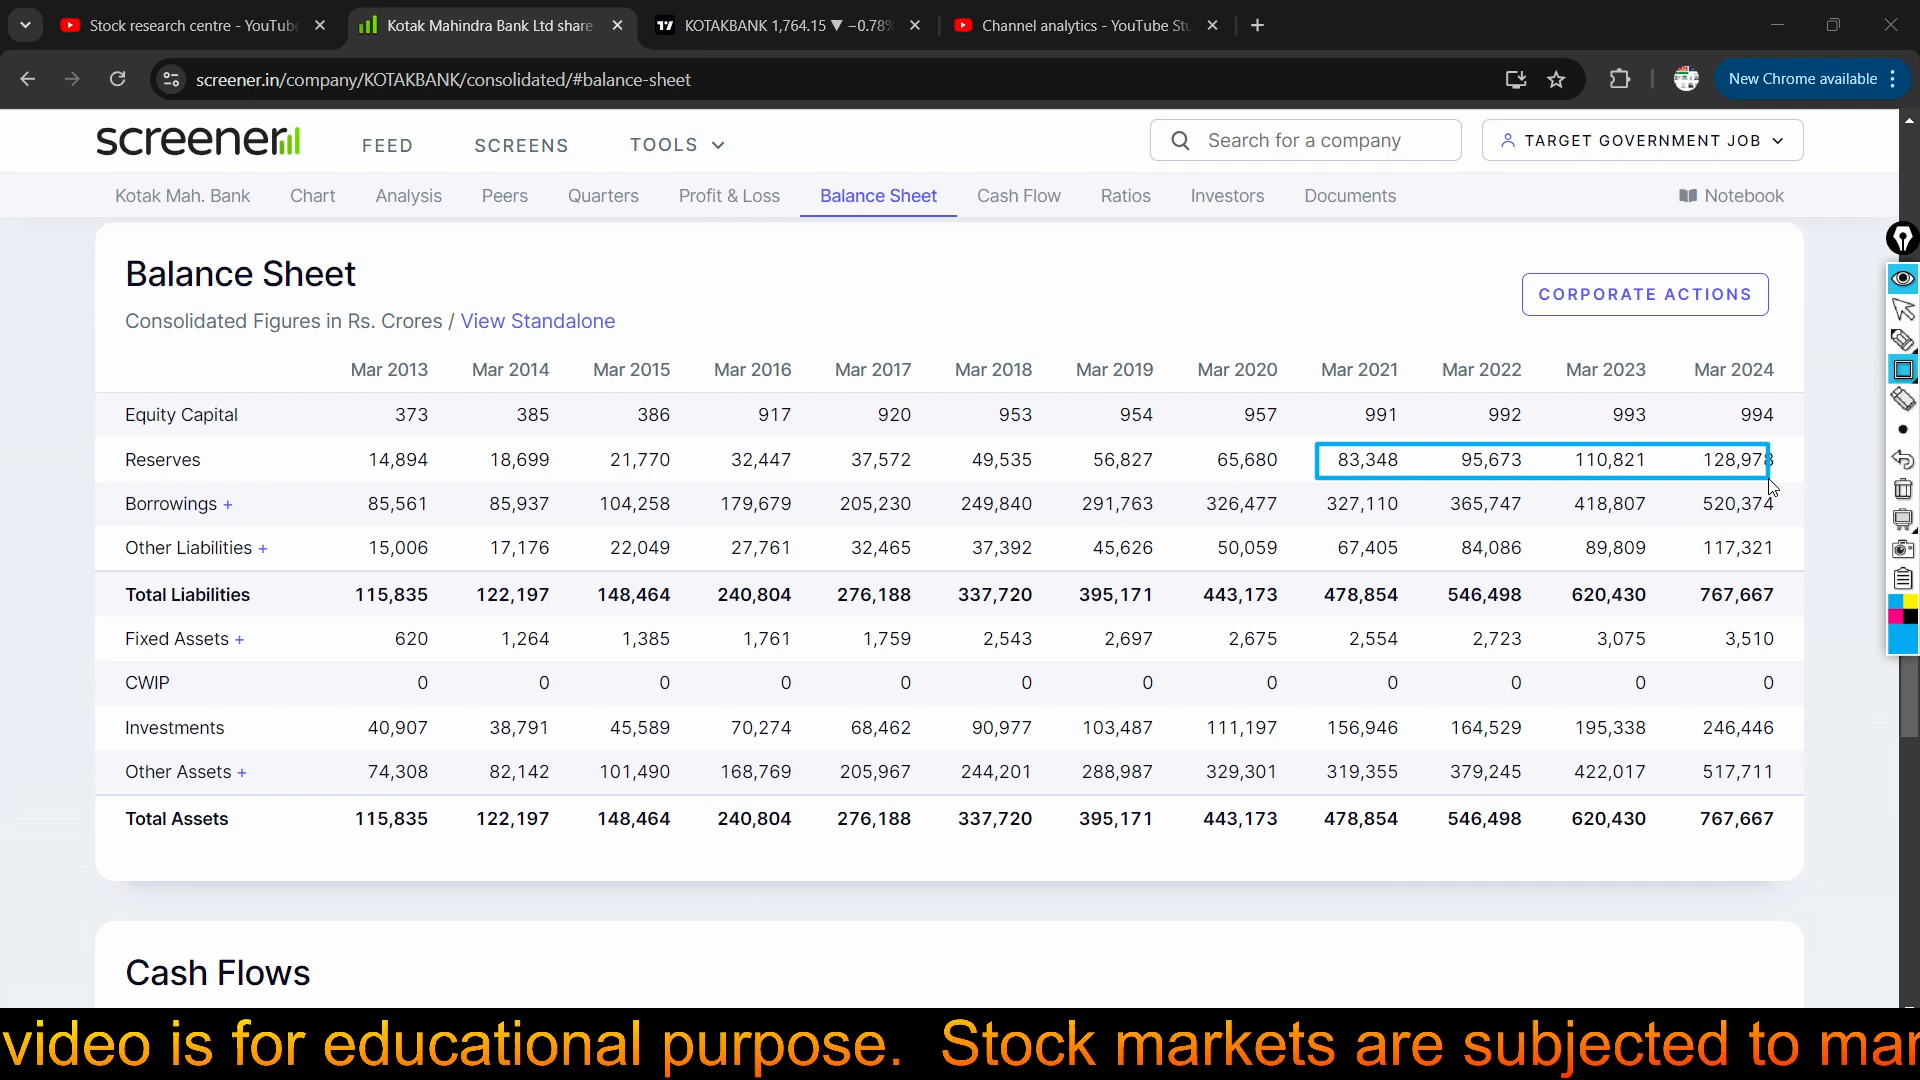 Stock research centre - YouTub
Kotak Mahindra Bank Ltd share
KOTAKBANK 1,764.15 ▼ −0.78%
Channel analytics - YouTube Stu
screener.in/company/KOTAKBANK/consolidated/#balance-sheet
New Chrome available
screener
FEED
SCREENS
TOOLS
Search for a company
TARGET GOVERNMENT JOB
Kotak Mah. Bank
Chart
Analysis
Peers
Quarters
Profit & Loss
Balance Sheet
Cash Flow
Ratios
Investors
Documents
Notebook
Balance Sheet
CORPORATE ACTIONS
Consolidated Figures in Rs. Crores / View Standalone
Mar 2013 Mar 2014 Mar 2015 Mar 2016 Mar 2017 Mar 2018 Mar 2019 Mar 2020 Mar 2021 Mar 2022 Mar 2023 Mar 2024
Equity Capital 373 385 386 917 920 953 954 957 991 992 993 994
Reserves 14,894 18,699 21,770 32,447 37,572 49,535 56,827 65,680 83,348 95,673 110,821 128,978
Borrowings + 85,561 85,937 104,258 179,679 205,230 249,840 291,763 326,477 327,110 365,747 418,807 520,374
Other Liabilities + 15,006 17,176 22,049 27,761 32,465 37,392 45,626 50,059 67,405 84,086 89,809 117,321
Total Liabilities 115,835 122,197 148,464 240,804 276,188 337,720 395,171 443,173 478,854 546,498 620,430 767,667
Fixed Assets + 620 1,264 1,385 1,761 1,759 2,543 2,697 2,675 2,554 2,723 3,075 3,510
CWIP 0 0 0 0 0 0 0 0 0 0 0 0
Investments 40,907 38,791 45,589 70,274 68,462 90,977 103,487 111,197 156,946 164,529 195,338 246,446
Other Assets + 74,308 82,142 101,490 168,769 205,967 244,201 288,987 329,301 319,355 379,245 422,017 517,711
Total Assets 115,835 122,197 148,464 240,804 276,188 337,720 395,171 443,173 478,854 546,498 620,430 767,667
Cash Flows
video is for educational purpose. Stock markets are subjected to mar